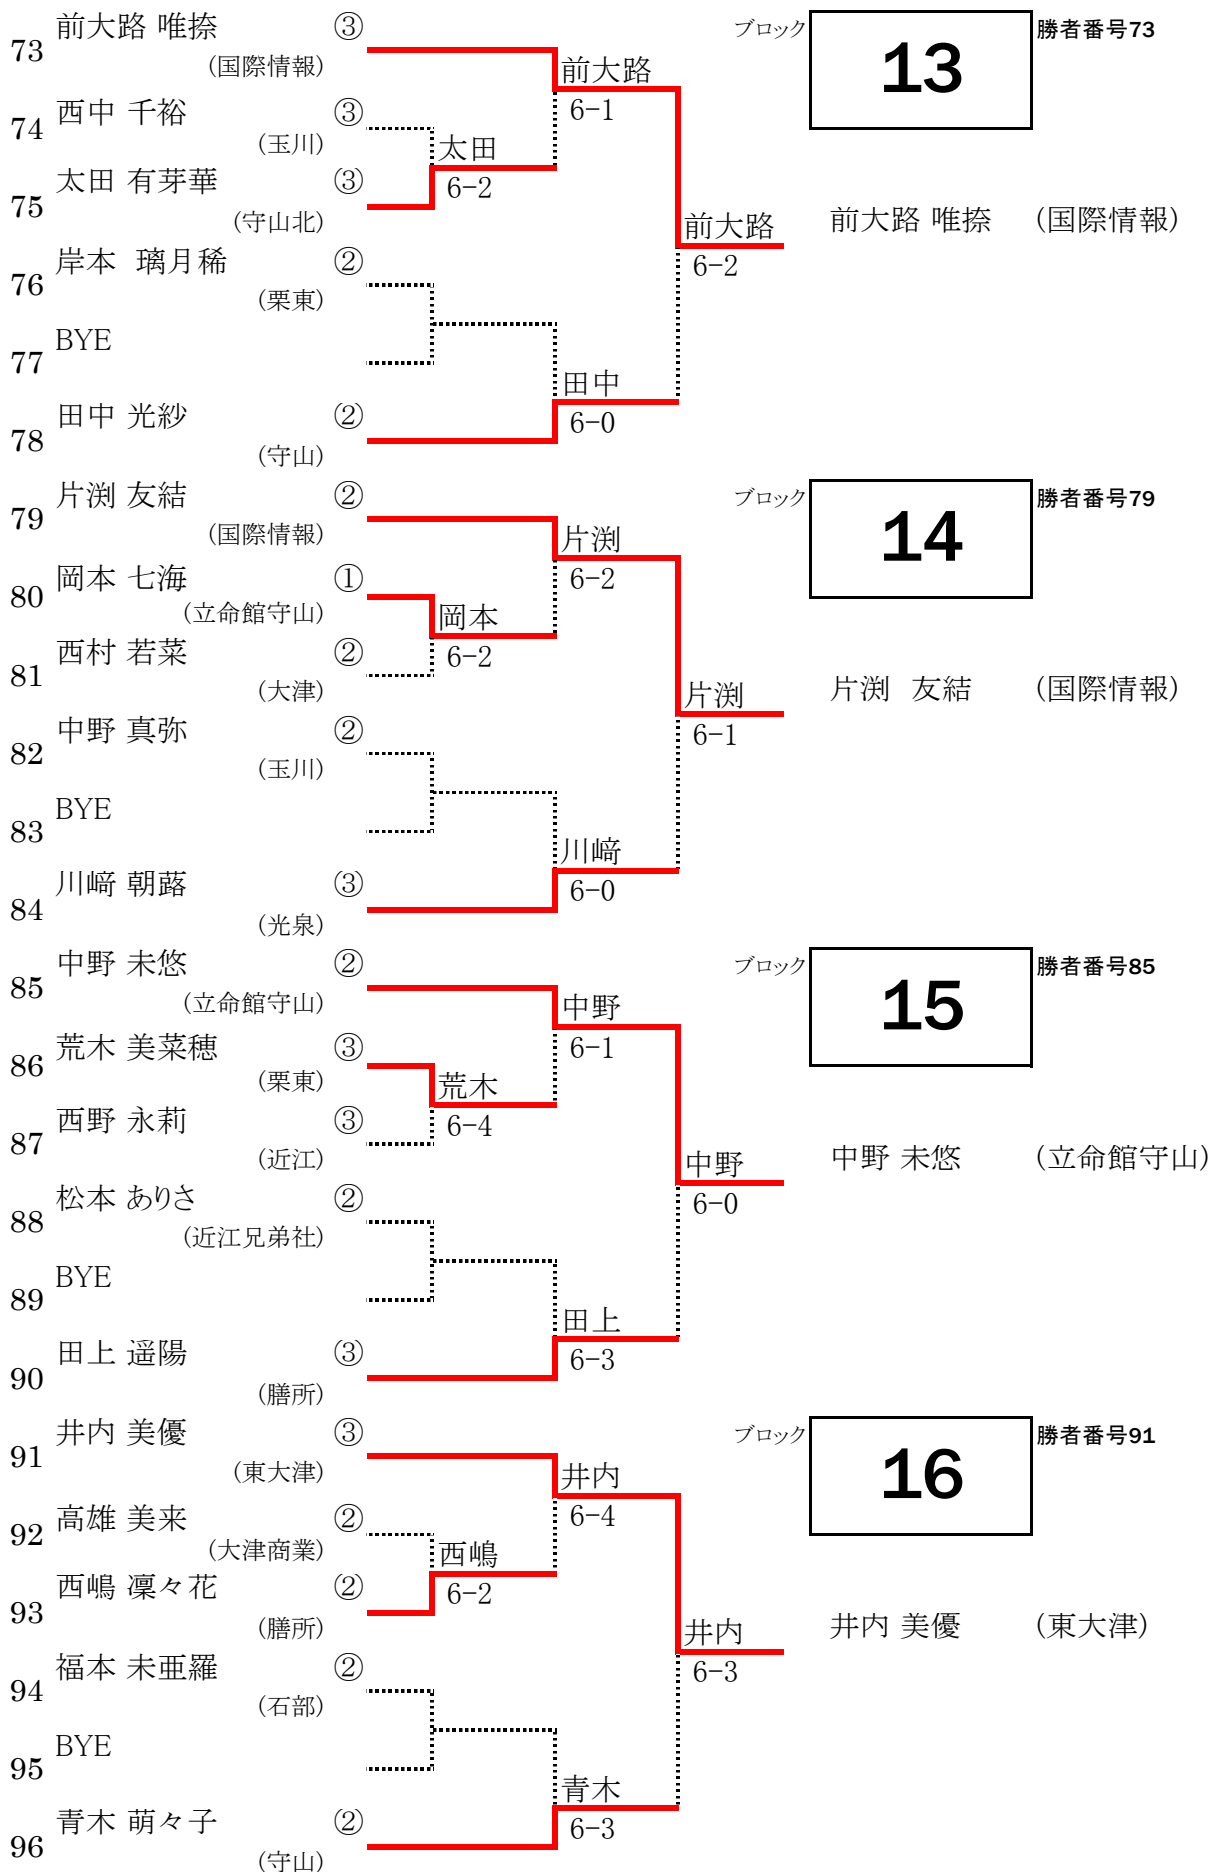 73 前大路 唯捺 ③
(国際情報)
74 西中 千裕 ③
(玉川)
75 太田 有芽華 ③
(守山北)
76 岸本 璃月稀 ②
(栗東)
77 BYE
78 田中 光紗 ②
(守山)
太田
6-2
前大路
6-1
田中
6-0
前大路
6-2
ブロック 13 勝者番号73
前大路 唯捺 (国際情報)
79 片渕 友結 ②
(国際情報)
80 岡本 七海 ①
(立命館守山)
81 西村 若菜 ②
(大津)
82 中野 真弥 ②
(玉川)
83 BYE
84 川﨑 朝蕗 ③
(光泉)
岡本
6-2
片渕
6-2
川﨑
6-0
片渕
6-1
ブロック 14 勝者番号79
片渕 友結 (国際情報)
85 中野 未悠 ②
(立命館守山)
86 荒木 美菜穂 ③
(栗東)
87 西野 永莉 ③
(近江)
88 松本 ありさ ②
(近江兄弟社)
89 BYE
90 田上 遥陽 ③
(膳所)
荒木
6-4
中野
6-1
田上
6-3
中野
6-0
ブロック 15 勝者番号85
中野 未悠 (立命館守山)
91 井内 美優 ③
(東大津)
92 高雄 美来 ②
(大津商業)
93 西嶋 凜々花 ②
(膳所)
94 福本 未亜羅 ②
(石部)
95 BYE
96 青木 萌々子 ②
(守山)
西嶋
6-2
井内
6-4
青木
6-3
井内
6-3
ブロック 16 勝者番号91
井内 美優 (東大津)